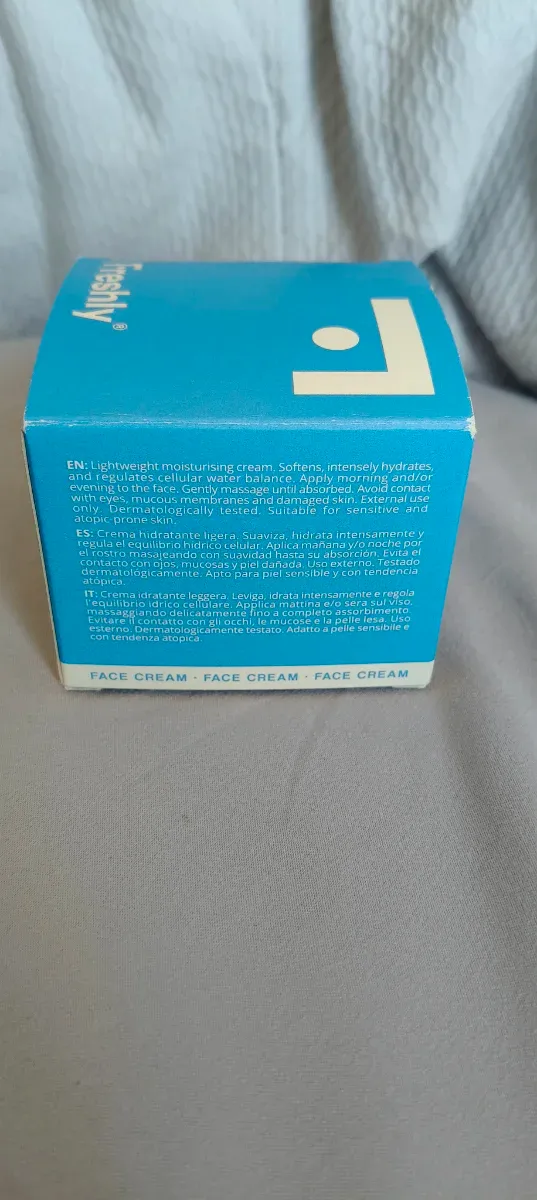 freshly®
EN: Lightweight moisturising cream. Softens, intensely hydrates,
and regulates cellular water balance. Apply morning and/or
evening to the face. Gently massage until absorbed. Avoid contact
with eyes, mucous membranes and damaged skin. External use
only. Dermatologically tested. Suitable for sensitive and
atopic-prone skin.
ES: Crema hidratante ligera. Suaviza, hidrata intensamente y
regula el equilibrio hídrico celular. Aplica mañana y/o noche por
el rostro masajeando con suavidad hasta su absorción. Evita el
contacto con ojos, mucosas y piel dañada. Uso externo. Testado
dermatológicamente. Apto para piel sensible y con tendencia
atópica.
IT: Crema idratante leggera. Leviga, idrata intensamente e regola
l'equilibrio idrico cellulare. Applica mattina e/o sera sul viso,
massaggiando delicatamente fino a completo assorbimento.
Evitare il contatto con gli occhi, le mucose e la pelle lesa. Uso
esterno. Dermatologicamente testato. Adatto a pelle sensibile e
con tendenza atopica.
FACE CREAM · FACE CREAM · FACE CREAM